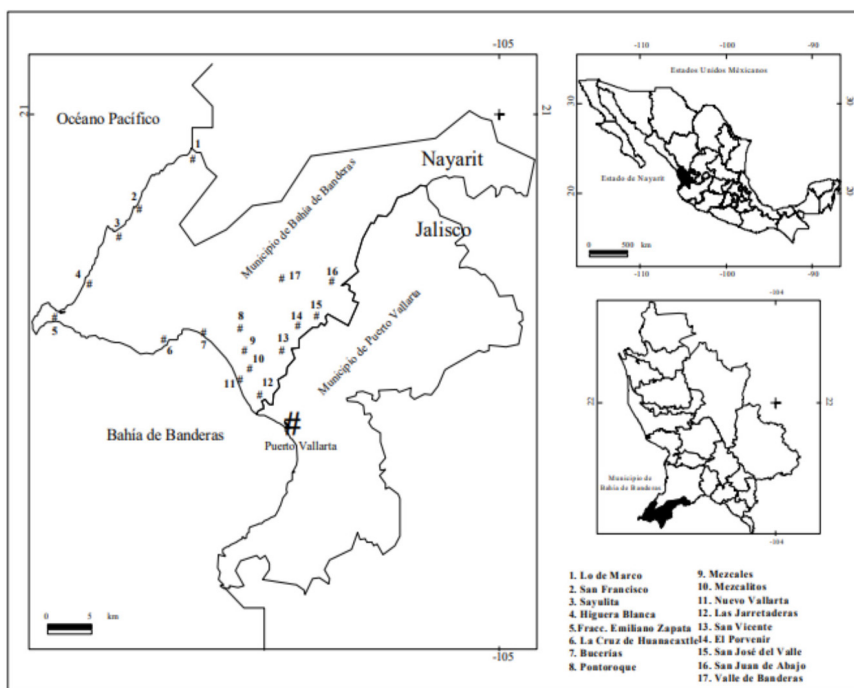 -105
21
21
Océano Pacífico
1
Nayarit
2
Municipio de Bahía de Banderas
3
Jalisco
4
17
16
5
6
7
8
14
15
Municipio de Puerto Vallarta
9
13
10
11
12
Bahía de Banderas
#
Puerto Vallarta
0 5 km
-105
-110 -100 -90
Estados Unidos Méxicanos
30
30
Estado de Nayarit
20
20
0 500 km
-110 -100 -90
-104
22
22
Municipio de
Bahía de Banderas
-104
1. Lo de Marco
2. San Francisco
3. Sayulita
4. Higuera Blanca
5.Fracc. Emiliano Zapata
6. La Cruz de Huanacaxtle
7. Bucerías
8. Pontoroque
9. Mezcales
10. Mezcalitos
11. Nuevo Vallarta
12. Las Jarretaderas
13. San Vicente
14. El Porvenir
15. San José del Valle
16. San Juan de Abajo
17. Valle de Banderas